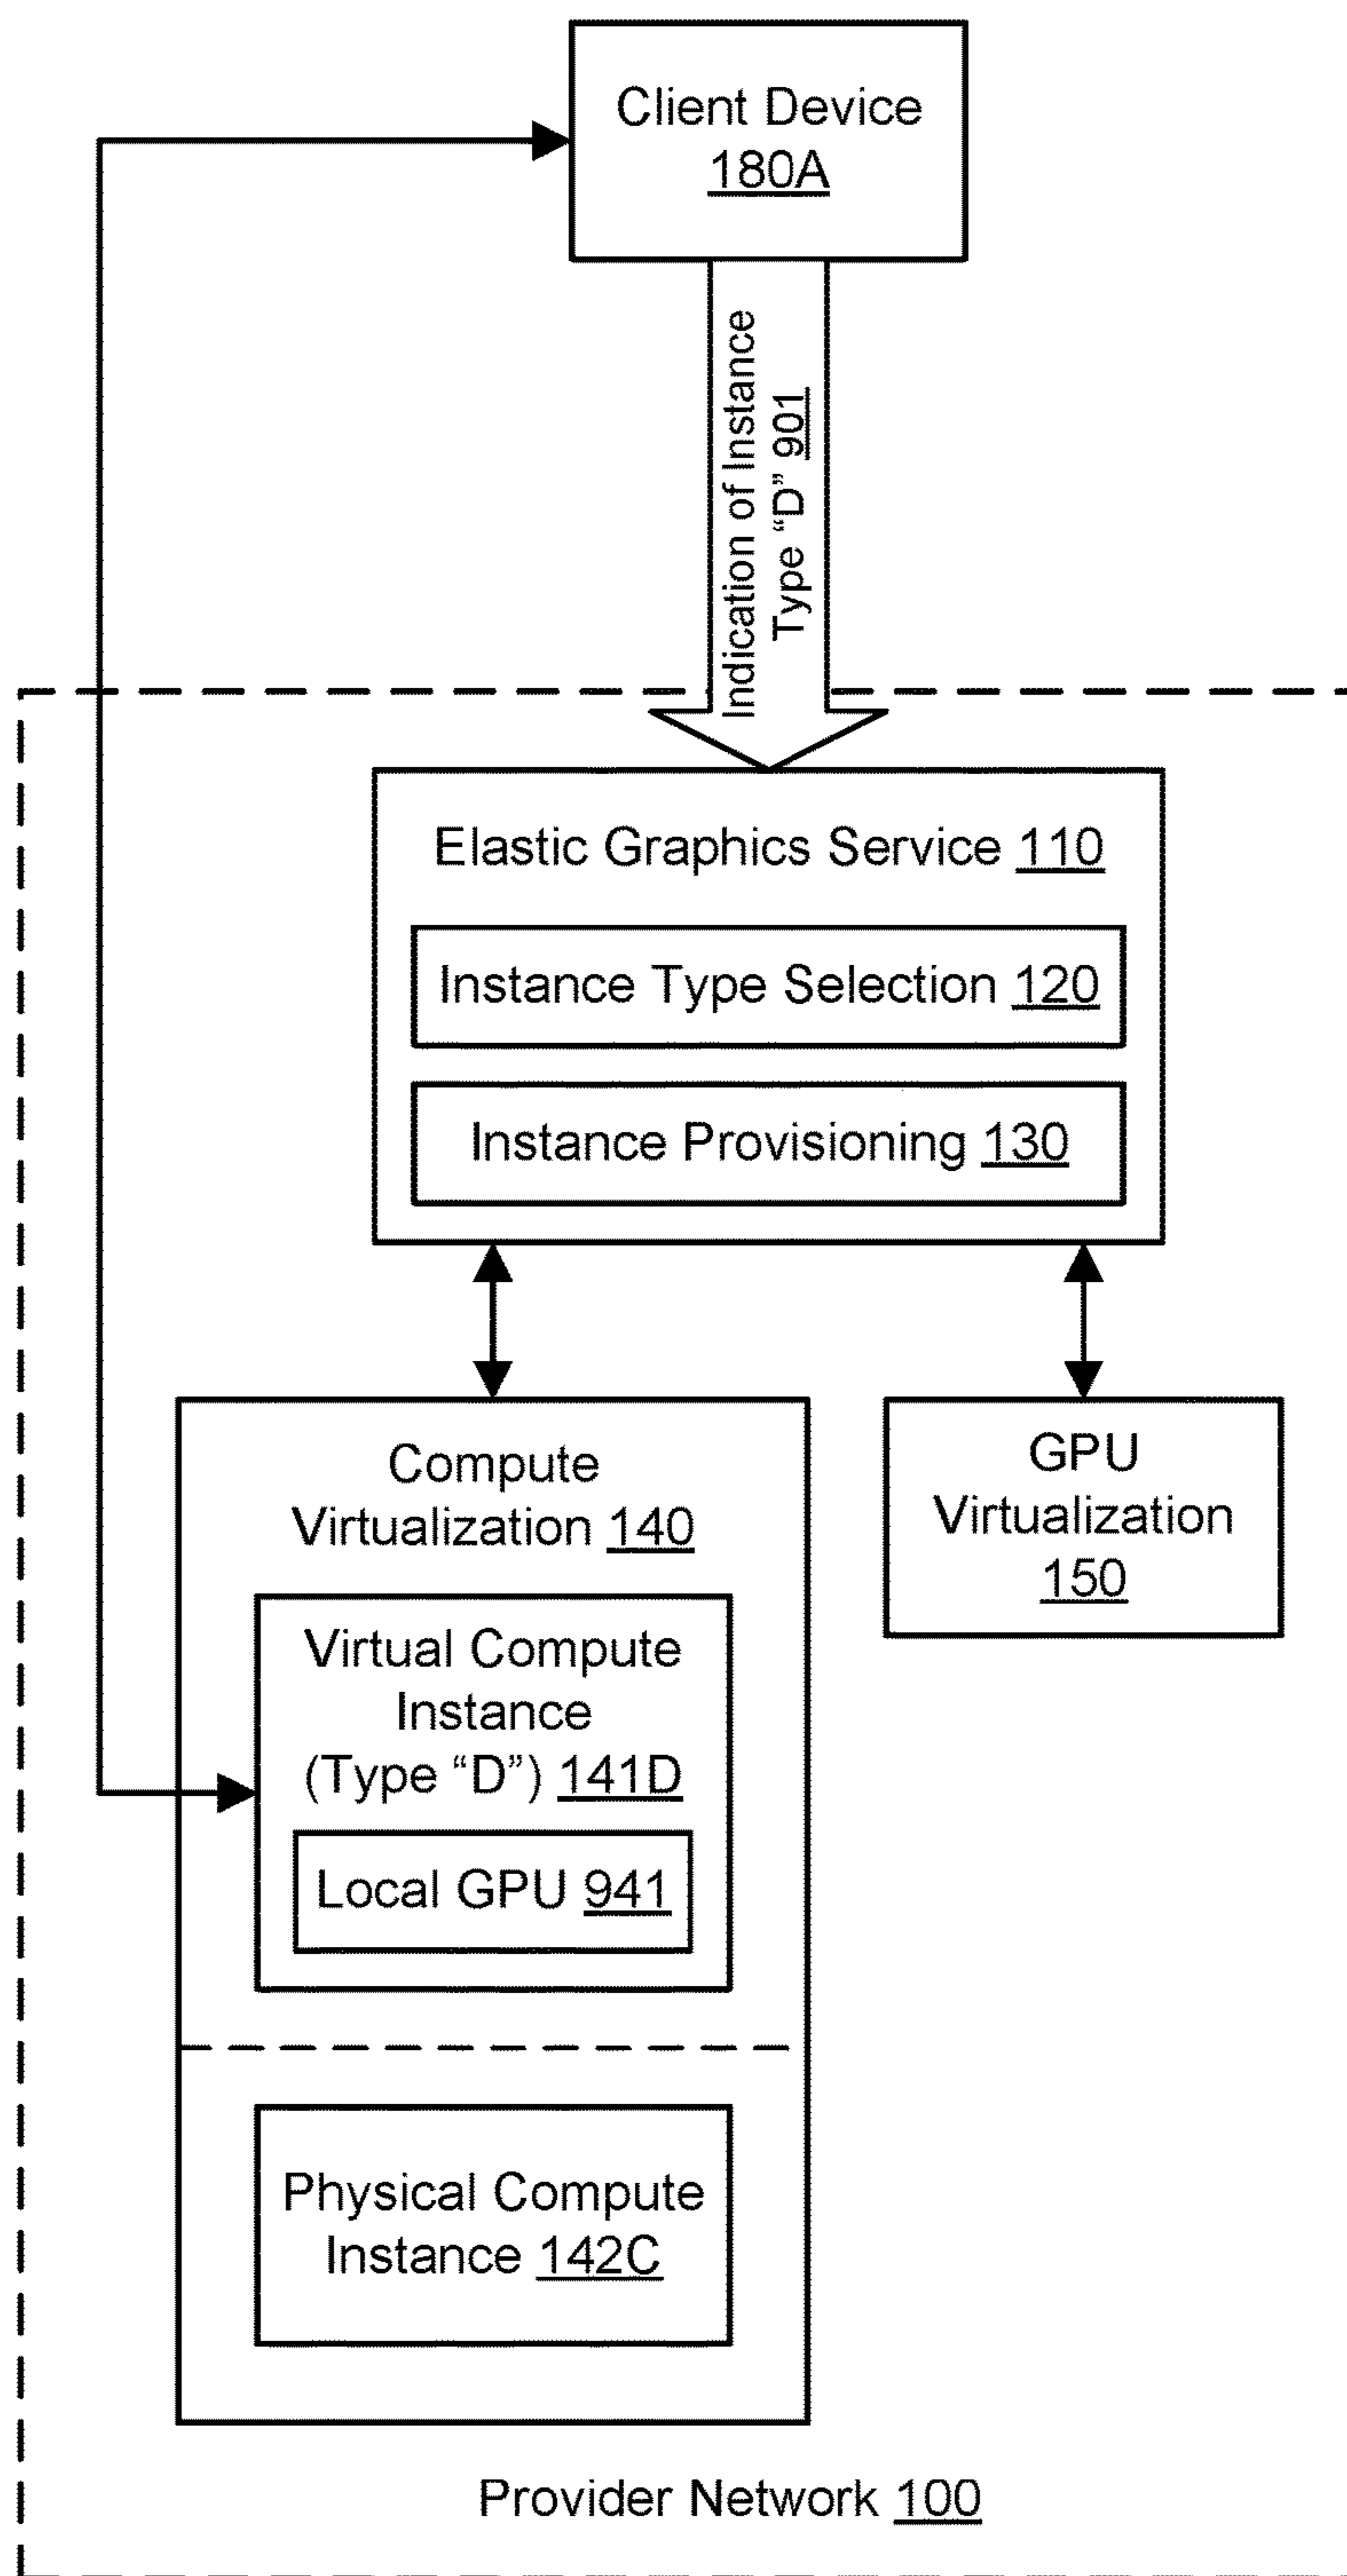 Client Device
180A
Indication of Instance
Type “D” 901
Elastic Graphics Service 110
Instance Type Selection 120
Instance Provisioning 130
Compute
Virtualization 140
GPU
Virtualization
150
Virtual Compute
Instance
(Type “D”) 141D
Local GPU 941
Physical Compute
Instance 142C
Provider Network 100